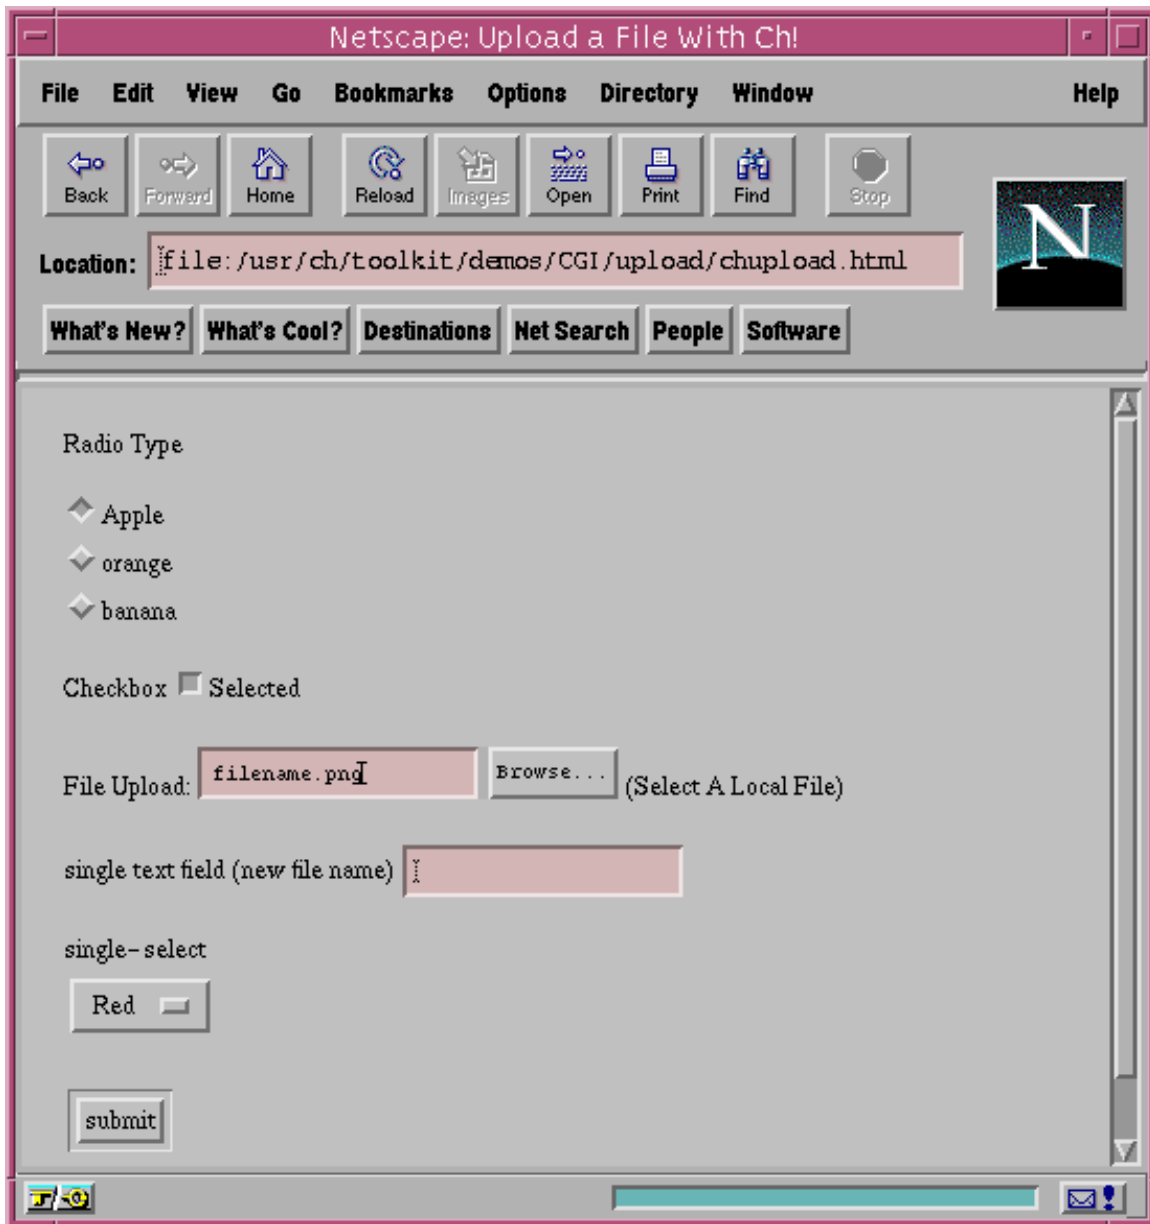 Netscape: Upload a File With Ch!
File Edit View Go Bookmarks Options Directory Window Help
Back Forward Home Reload Images Open Print Find Stop
N
Location: file:/usr/ch/toolkit/demos/CGI/upload/chupload.html
What's New? What's Cool? Destinations Net Search People Software
Radio Type
Apple
orange
banana
Checkbox Selected
File Upload: filename.png Browse... (Select A Local File)
single text field (new file name)
single-select
Red
submit